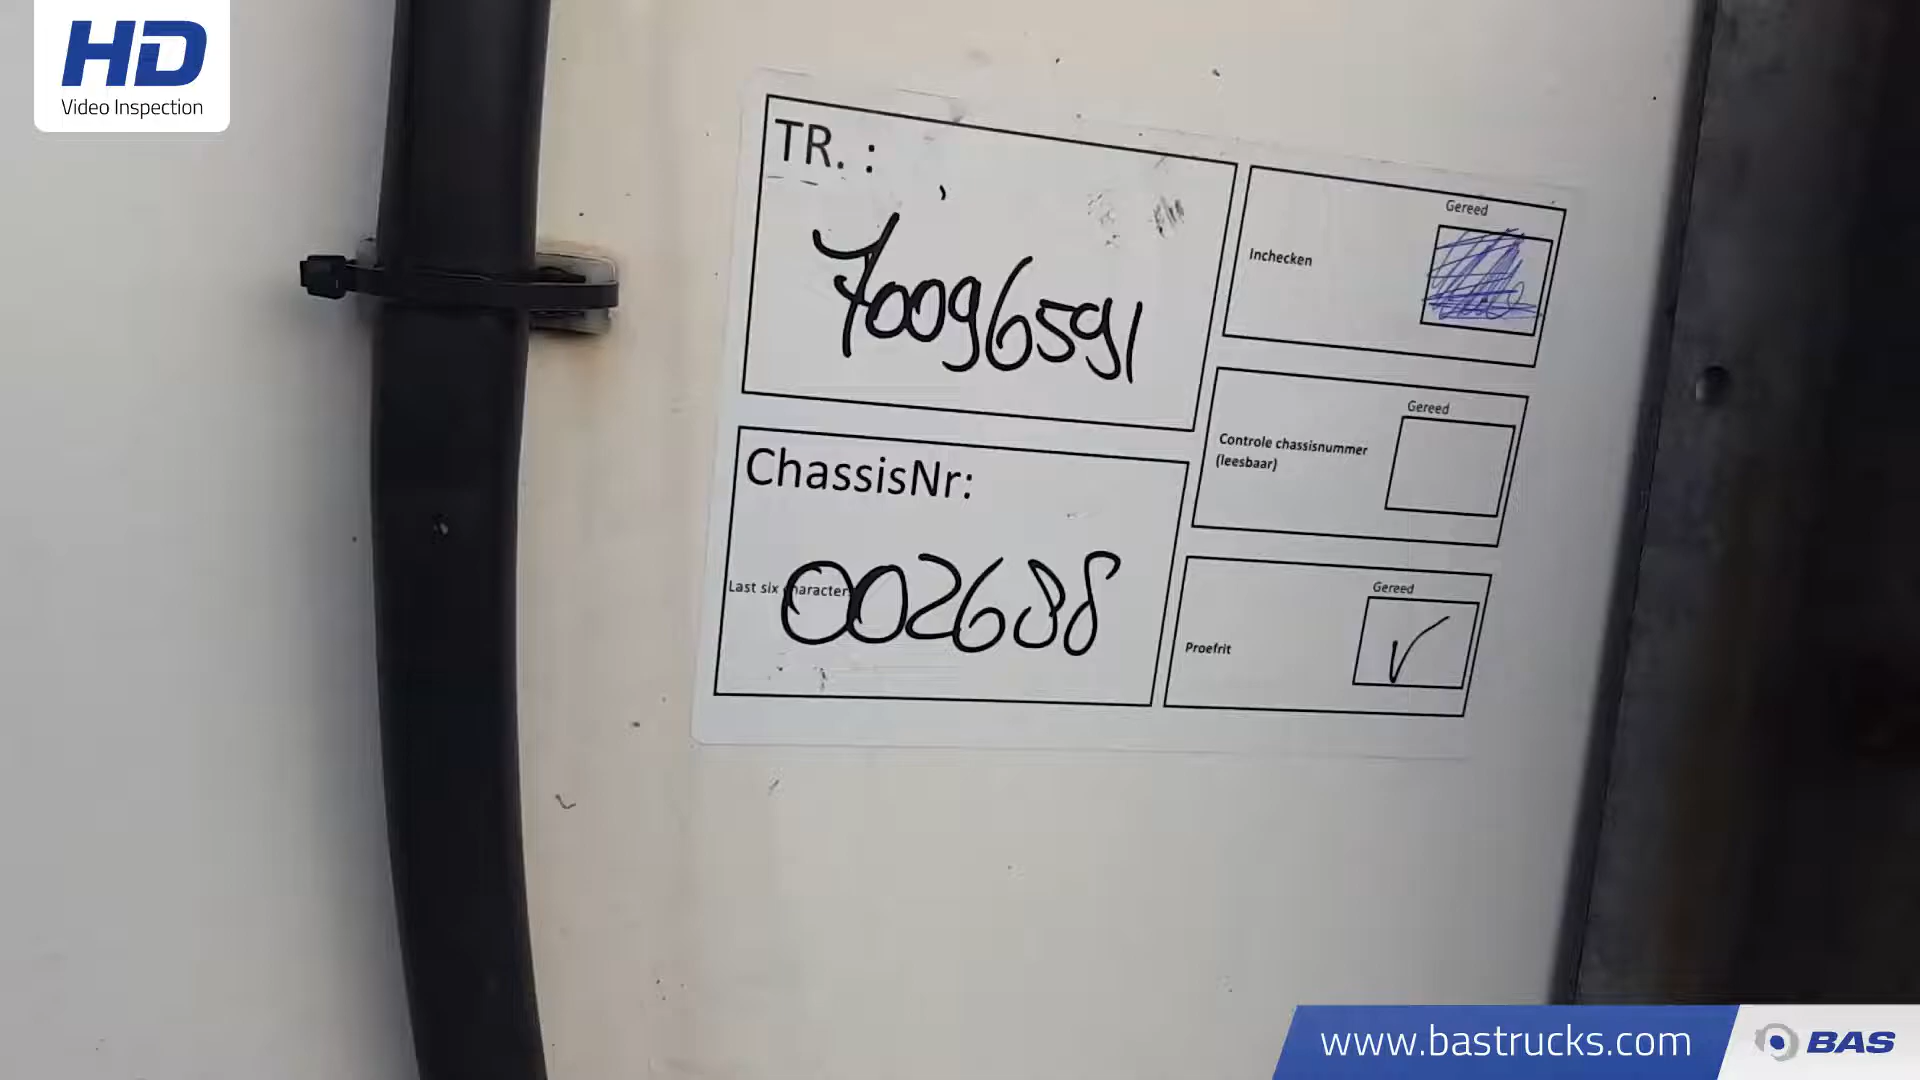 HD
Video Inspection
TR. :
70096591
ChassisNr:
Last six character
002688
Gereed
Inchecken
Gereed
Controle chassisnummer
(leesbaar)
Gereed
Proefrit
www.bastrucks.com
BAS